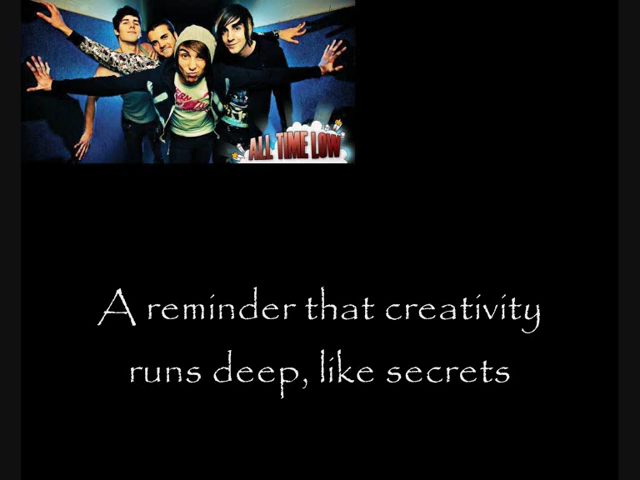 ALL TIME LOW
A reminder that creativity
runs deep, like secrets